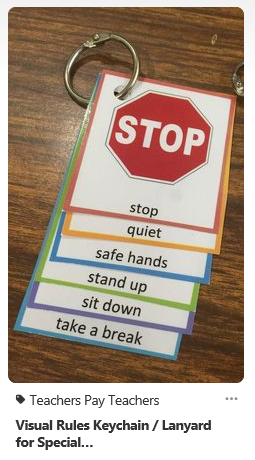 STOP
stop
quiet
safe hands
stand up
sit down
take a break
Teachers Pay Teachers
Visual Rules Keychain / Lanyard
for Special...